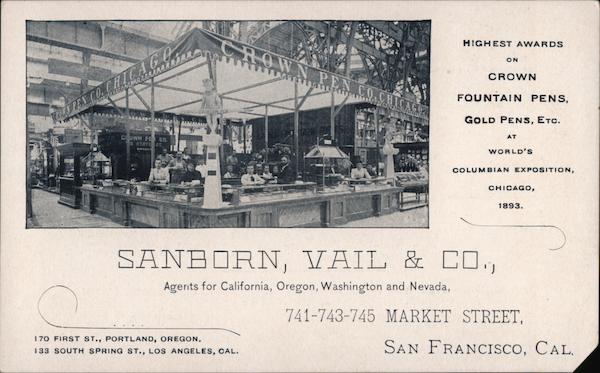 PEN CO. CHICAGO
CROWN PEN CO. CHICAGO
HIGHEST AWARDS
ON
CROWN
FOUNTAIN PENS,
GOLD PENS, ETC.
AT
WORLD'S
COLUMBIAN EXPOSITION,
CHICAGO,
1893.
SANBORN, VAIL & CO.,
Agents for California, Oregon, Washington and Nevada,
741-743-745 MARKET STREET,
SAN FRANCISCO, CAL.
170 FIRST ST., PORTLAND, OREGON.
133 SOUTH SPRING ST., LOS ANGELES, CAL.